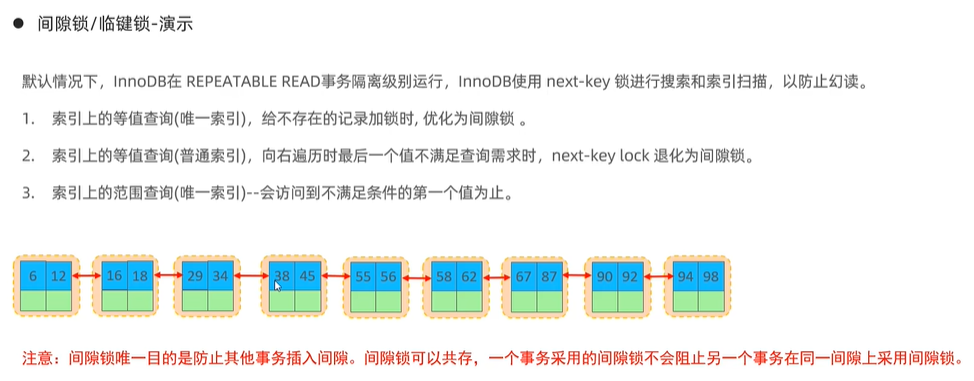 ● 间隙锁/临键锁-演示
默认情况下，InnoDB在 REPEATABLE READ事务隔离级别运行，InnoDB使用 next-key 锁进行搜索和索引扫描，以防止幻读。
1. 索引上的等值查询(唯一索引)，给不存在的记录加锁时, 优化为间隙锁 。
2. 索引上的等值查询(普通索引)，向右遍历时最后一个值不满足查询需求时，next-key lock 退化为间隙锁。
3. 索引上的范围查询(唯一索引)--会访问到不满足条件的第一个值为止。
6 12 16 18 29 34 38 45 55 56 58 62 67 87 90 92 94 98
注意：间隙锁唯一目的是防止其他事务插入间隙。间隙锁可以共存，一个事务采用的间隙锁不会阻止另一个事务在同一间隙上采用间隙锁。